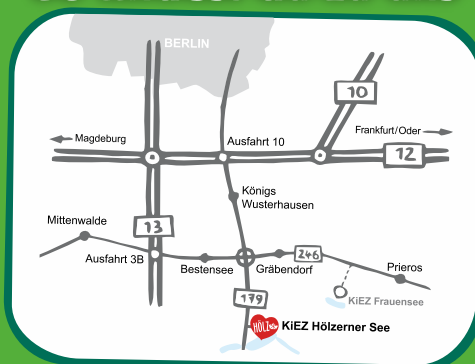 BERLIN
10
Magdeburg
Ausfahrt 10
Frankfurt/Oder
12
Königs
Wusterhausen
Mittenwalde
13
Ausfahrt 3B
Bestensee
Gräbendorf
246
Prieros
KiEZ Frauensee
179
HÖLZI
KiEZ Hölzerner See